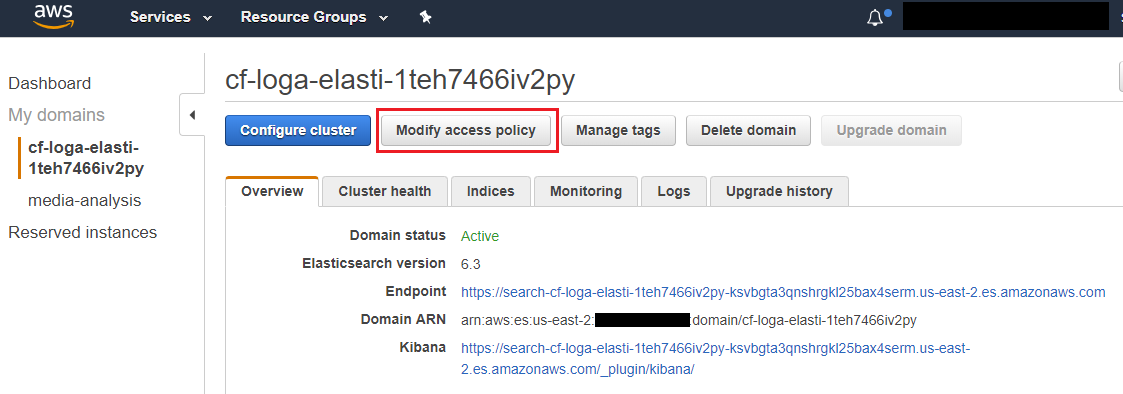 aws Services Resource Groups
Dashboard
My domains
cf-loga-elasti-
1teh7466iv2py
media-analysis
Reserved instances
cf-loga-elasti-1teh7466iv2py
Configure cluster Modify access policy Manage tags Delete domain Upgrade domain
Overview Cluster health Indices Monitoring Logs Upgrade history
Domain status Active
Elasticsearch version 6.3
Endpoint https://search-cf-loga-elasti-1teh7466iv2py-ksvbgta3qnshrgkl25bax4serm.us-east-2.es.amazonaws.com
Domain ARN arn:aws:es:us-east-2: :domain/cf-loga-elasti-1teh7466iv2py
Kibana https://search-cf-loga-elasti-1teh7466iv2py-ksvbgta3qnshrgkl25bax4serm.us-east-
2.es.amazonaws.com/_plugin/kibana/